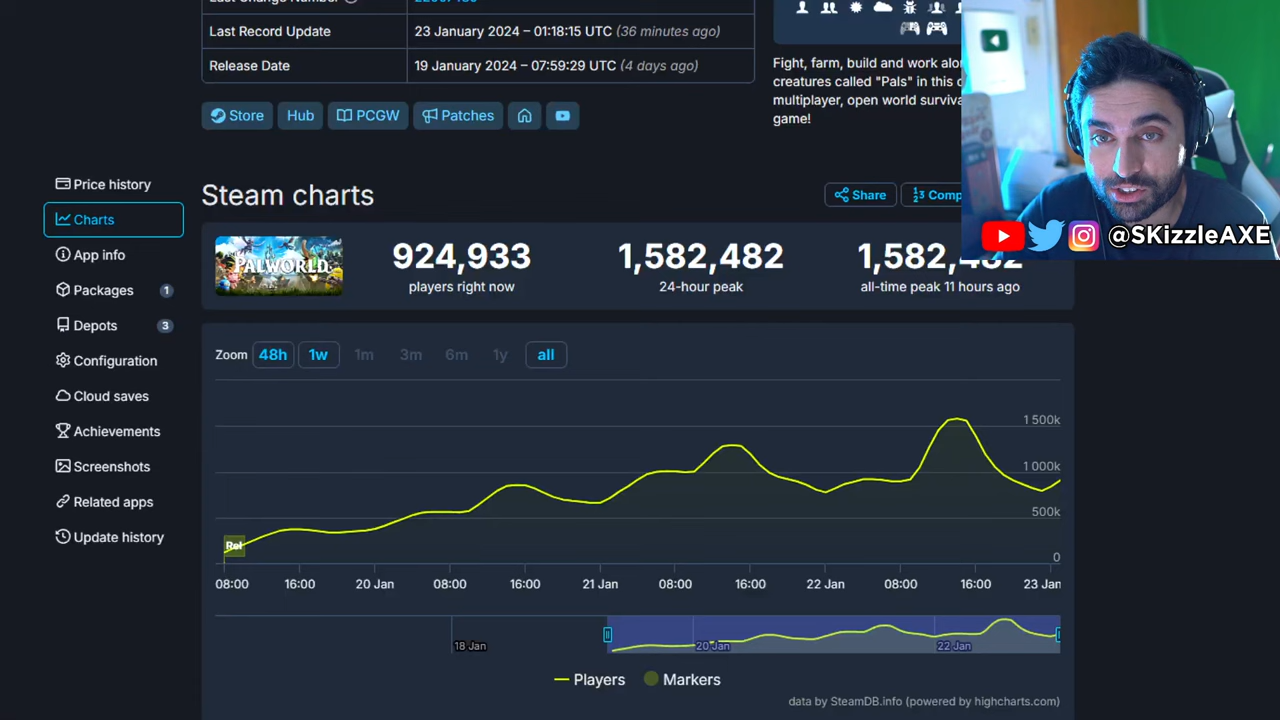 Last Record Update 23 January 2024 – 01:18:15 UTC (36 minutes ago)
Release Date 19 January 2024 – 07:59:29 UTC (4 days ago)
Fight, farm, build and work
creatures called "Pals" in this
multiplayer, open world
game!
Store Hub PCGW Patches
Price history
Charts
App info
Packages 1
Depots 3
Configuration
Cloud saves
Achievements
Screenshots
Related apps
Update history
Steam charts
Share
@SKizzleAXE
PALWORLD
924,933
players right now
1,582,482
24-hour peak
1,582,482
all-time peak 11 hours ago
Zoom 48h 1w 1m 3m 6m 1y all
1 500k
1 000k
500k
0
Rel
08:00 16:00 20 Jan 08:00 16:00 21 Jan 08:00 16:00 22 Jan 08:00 16:00 23 Jan
18 Jan 20 Jan 22 Jan
Players Markers
data by SteamDB.info (powered by highcharts.com)